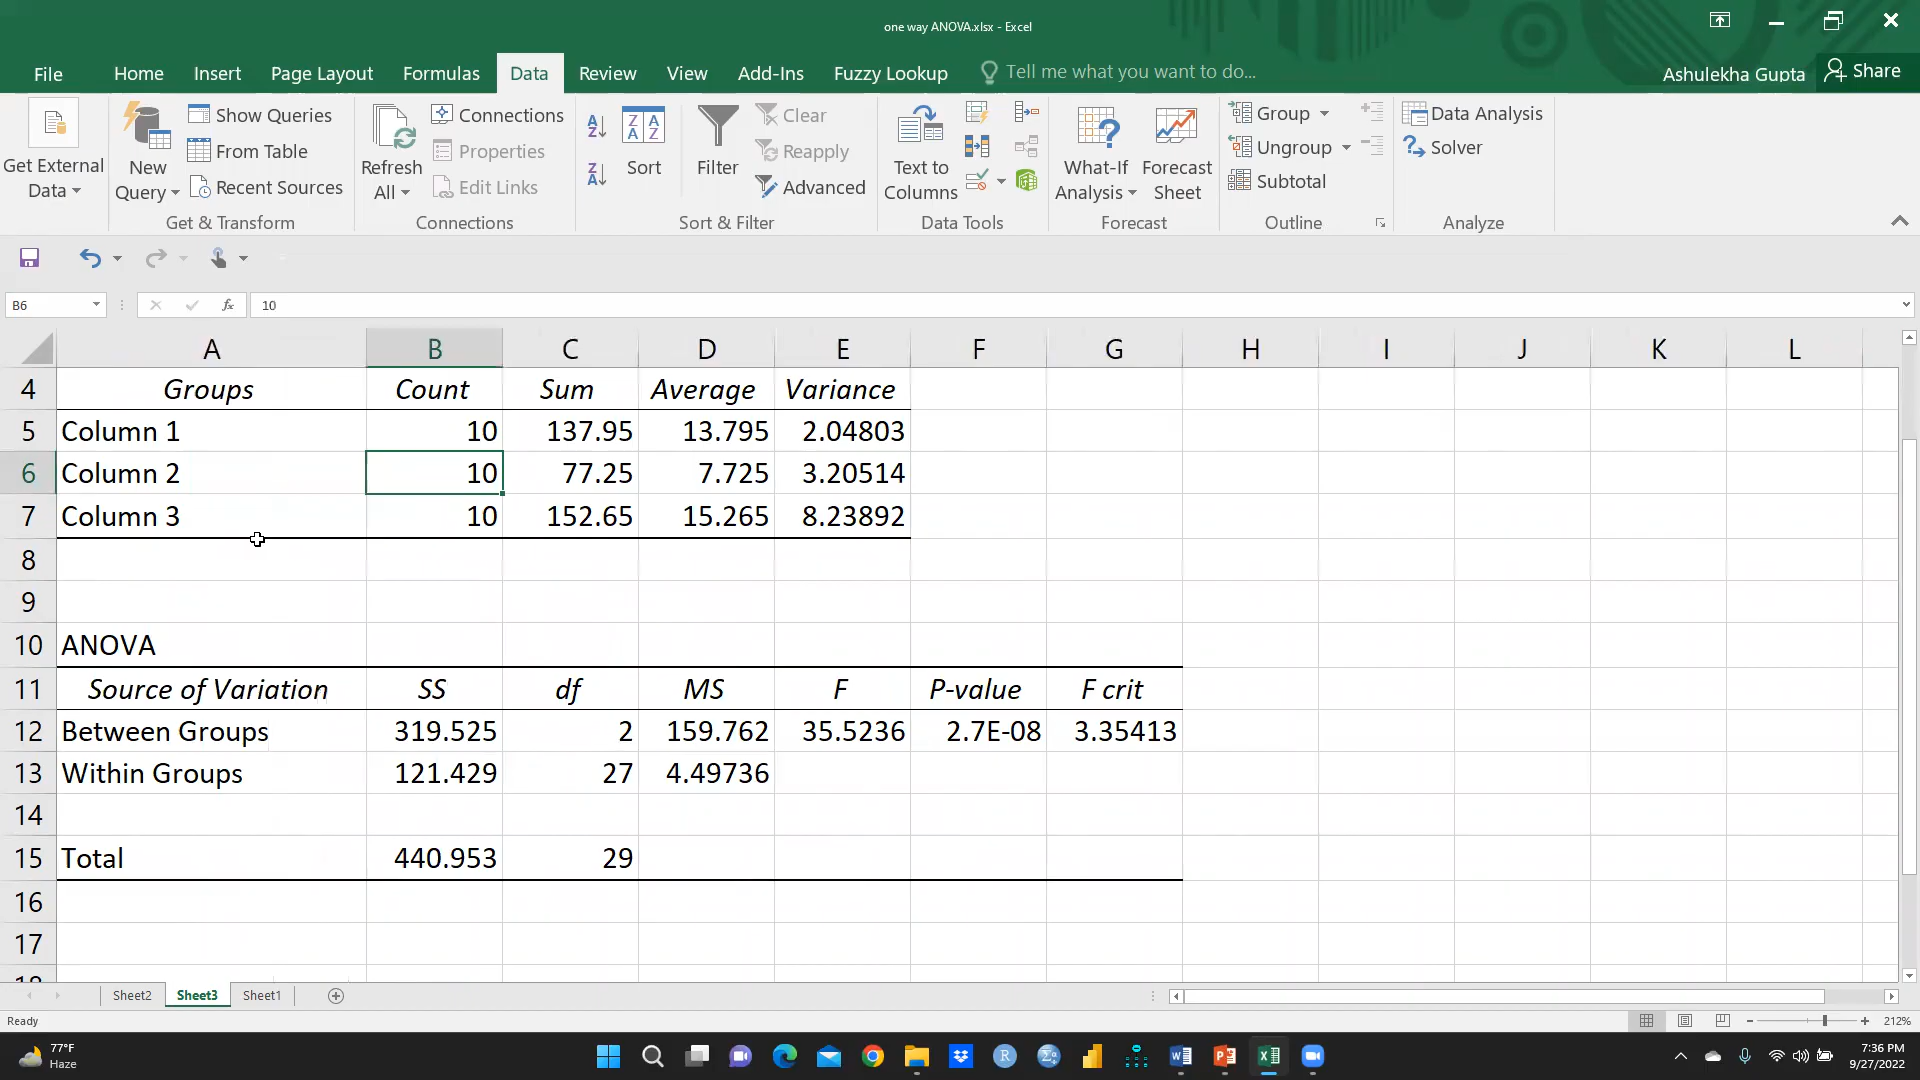 one way ANOVA.xlsx - Excel
File Home Insert Page Layout Formulas Data Review View Add-Ins Fuzzy Lookup Tell me what you want to do... Ashulekha Gupta Share
Get External Data
New Query
Show Queries
From Table
Recent Sources
Get & Transform
Refresh All
Connections
Properties
Edit Links
Connections
A Z
Z A
Z A A Z
Sort
Filter
Clear
Reapply
Advanced
Sort & Filter
Text to Columns
Data Tools
What-If Analysis
Forecast Sheet
Forecast
Group
Ungroup
Subtotal
Outline
Data Analysis
Solver
Analyze
B6 fx 10
A B C D E F G H I J K L
4 Groups Count Sum Average Variance
5 Column 1 10 137.95 13.795 2.04803
6 Column 2 10 77.25 7.725 3.20514
7 Column 3 10 152.65 15.265 8.23892
8
9
10 ANOVA
11 Source of Variation SS df MS F P-value F crit
12 Between Groups 319.525 2 159.762 35.5236 2.7E-08 3.35413
13 Within Groups 121.429 27 4.49736
14
15 Total 440.953 29
16
17
18
Sheet2 Sheet3 Sheet1
Ready 212%
77°F
Haze
7:36 PM
9/27/2022